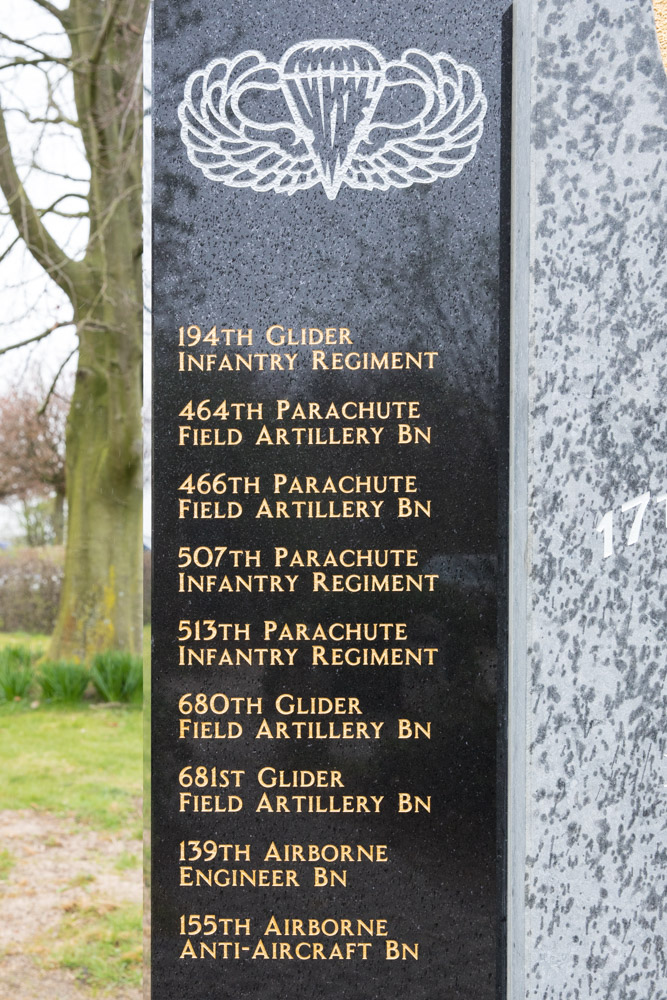 194th Glider
Infantry Regiment
464th Parachute
Field Artillery Bn
466th Parachute
Field Artillery Bn
507th Parachute
Infantry Regiment
513th Parachute
Infantry Regiment
680th Glider
Field Artillery Bn
681st Glider
Field Artillery Bn
139th Airborne
Engineer Bn
155th Airborne
Anti-Aircraft Bn
17